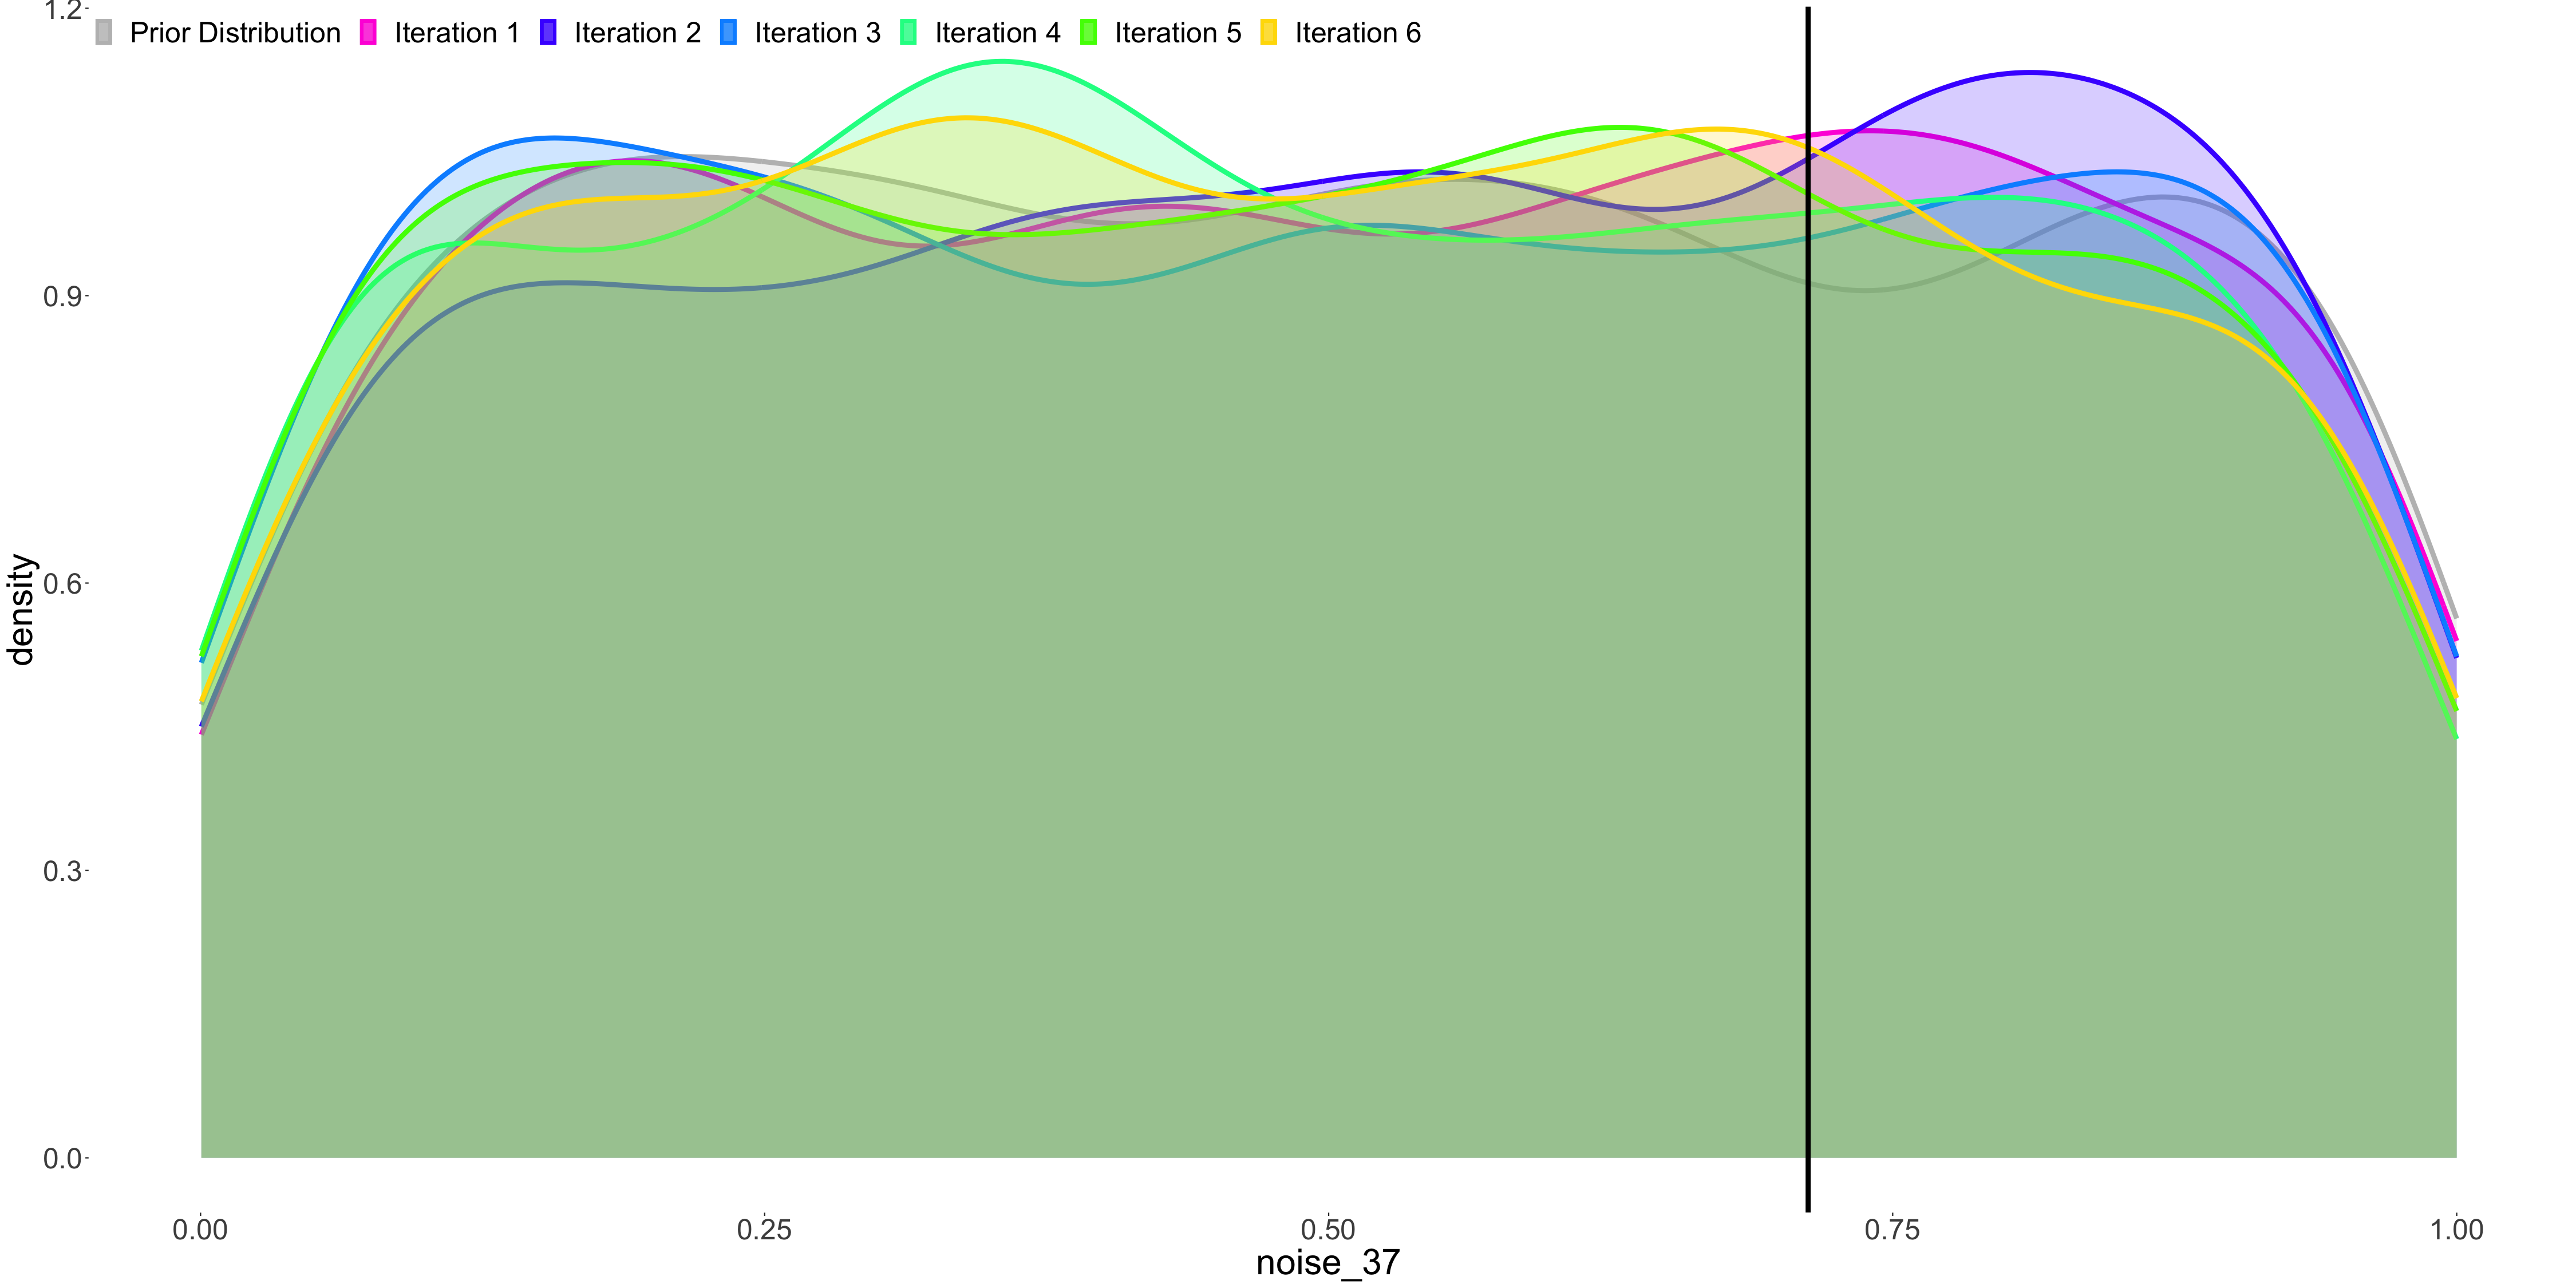 1.2
Prior Distribution Iteration 1 Iteration 2 Iteration 3 Iteration 4 Iteration 5 Iteration 6
0.9
0.6
density
0.3
0.0
0.00 0.25 0.50 0.75 1.00
noise_37